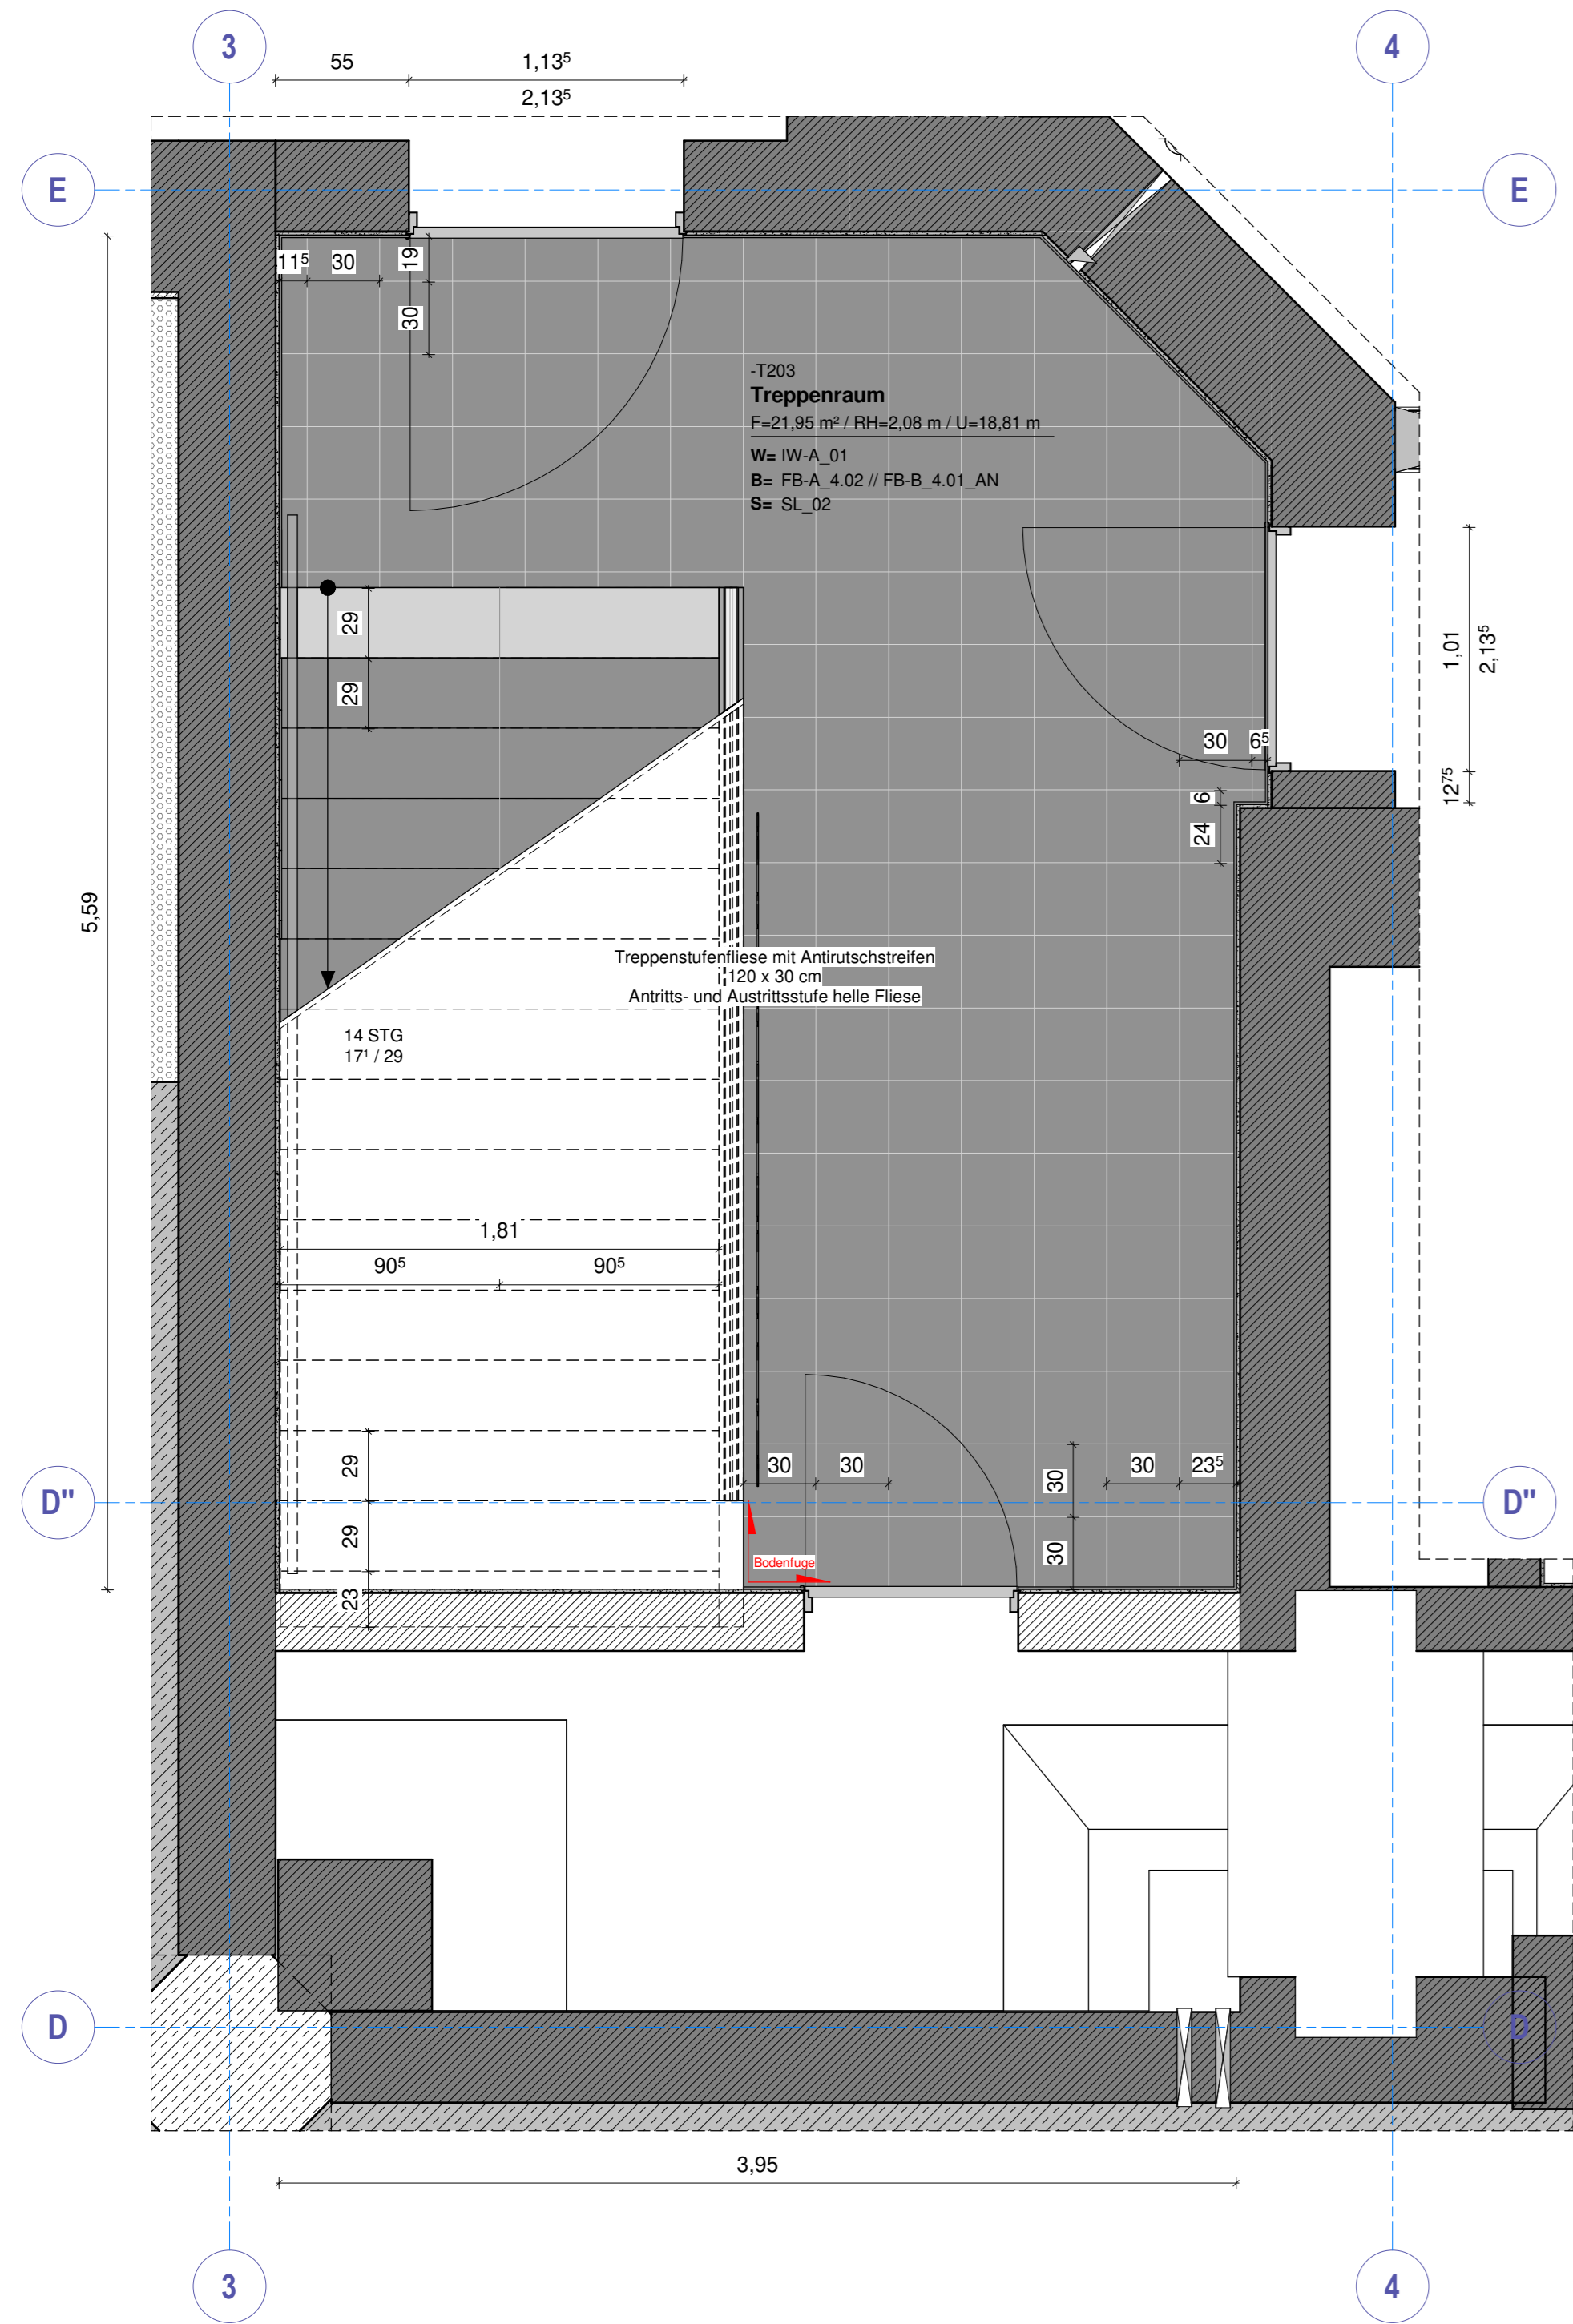 3
4
55
1,13⁵
2,13⁵
E
E
11⁵
30
19
30
-T203
Treppenraum
F=21,95 m² / RH=2,08 m / U=18,81 m
W= IW-A_01
B= FB-A_4.02 // FB-B_4.01_AN
S= SL_02
29
29
1,01
2,13⁵
12⁷⁵
30
6⁵
6
24
5,59
Treppenstufenfliese mit Antirutschstreifen
120 x 30 cm
Antritts- und Austrittsstufe helle Fliese
14 STG
17¹ / 29
1,81
90⁵
90⁵
29
29
23
30
30
30
30
30
23⁵
D"
D"
Bodenfuge
D
D
3,95
3
4